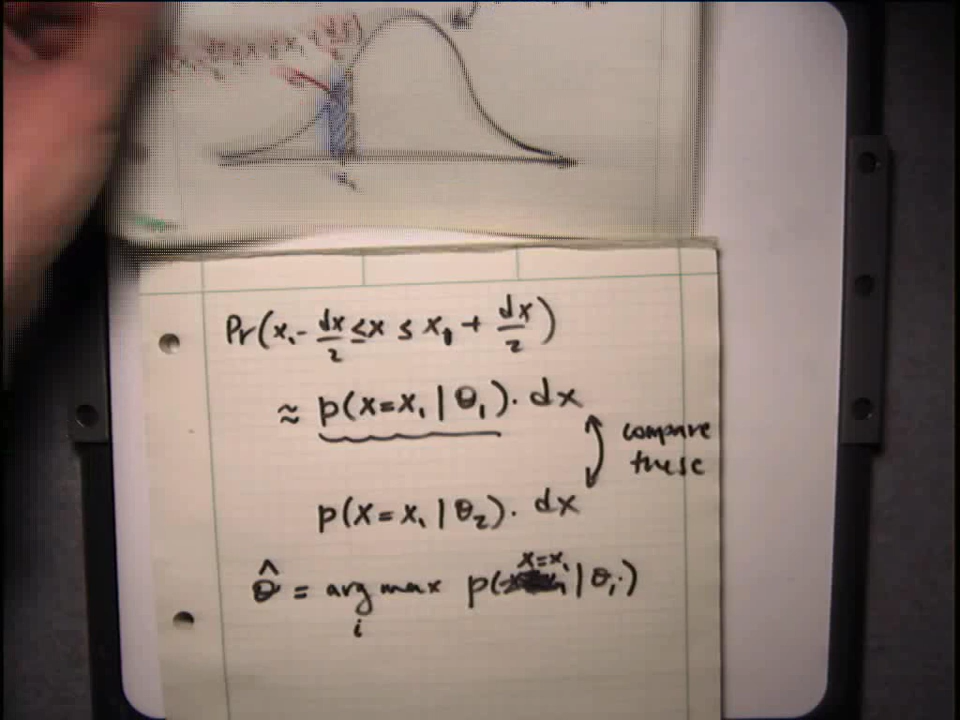 Pr(x₁ - dx/2 ≤ x ≤ x₁ + dx/2)
≈ p(x=x₁ | θ₁). dx
compare
these
p(x=x₁ | θ₂). dx
x=x₁
θ̂ = arg max p( | θᵢ)
i